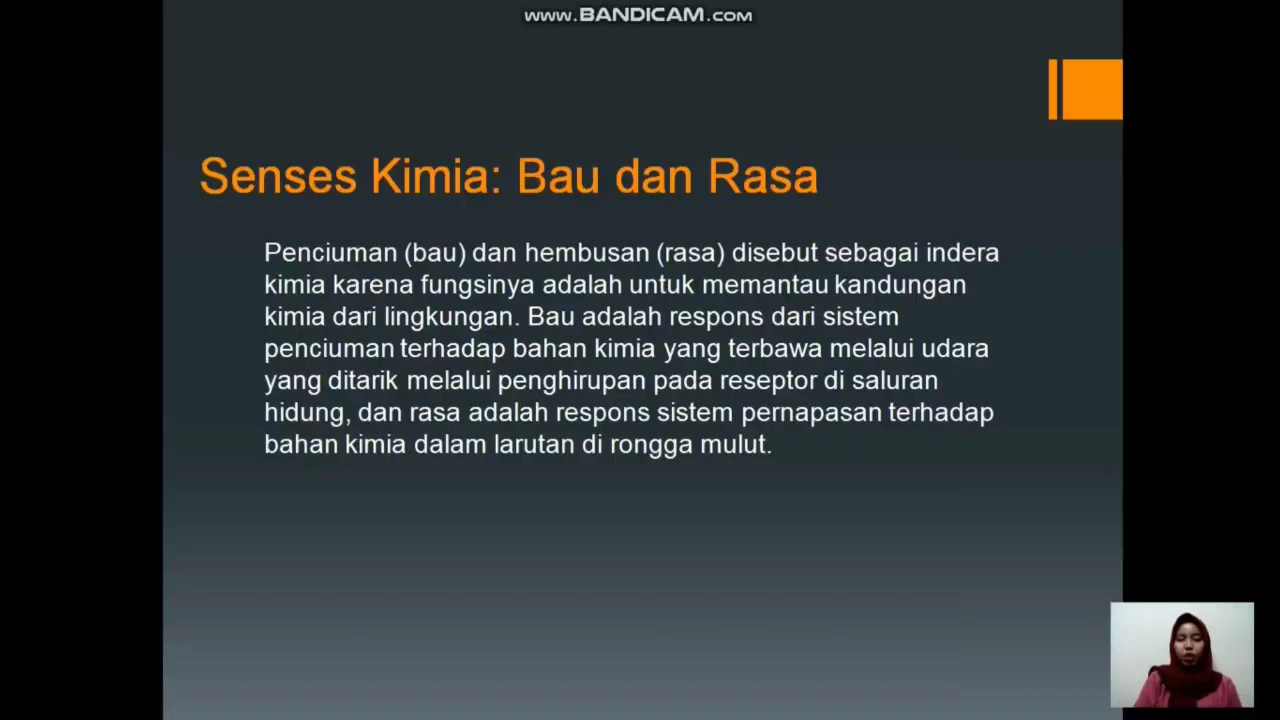 www.BANDICAM.com
Senses Kimia: Bau dan Rasa
Penciuman (bau) dan hembusan (rasa) disebut sebagai indera
kimia karena fungsinya adalah untuk memantau kandungan
kimia dari lingkungan. Bau adalah respons dari sistem
penciuman terhadap bahan kimia yang terbawa melalui udara
yang ditarik melalui penghirupan pada reseptor di saluran
hidung, dan rasa adalah respons sistem pernapasan terhadap
bahan kimia dalam larutan di rongga mulut.